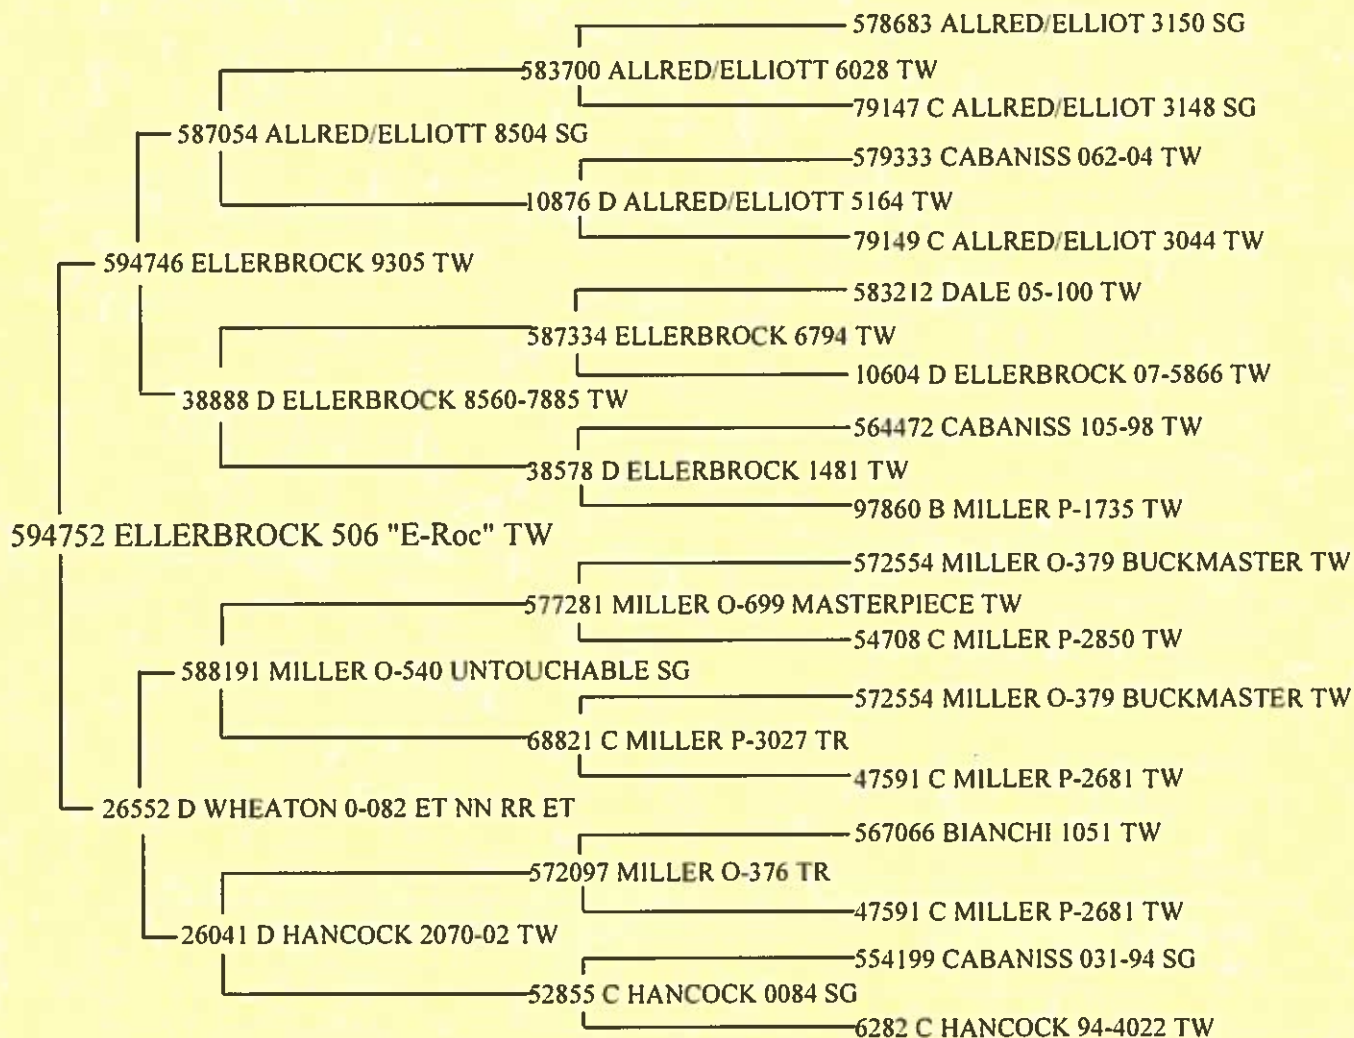 578683 ALLRED/ELLIOT 3150 SG
583700 ALLRED/ELLIOTT 6028 TW
79147 C ALLRED/ELLIOT 3148 SG
587054 ALLRED/ELLIOTT 8504 SG
579333 CABANISS 062-04 TW
10876 D ALLRED/ELLIOTT 5164 TW
79149 C ALLRED/ELLIOT 3044 TW
594746 ELLERBROCK 9305 TW
583212 DALE 05-100 TW
587334 ELLERBROCK 6794 TW
10604 D ELLERBROCK 07-5866 TW
38888 D ELLERBROCK 8560-7885 TW
564472 CABANISS 105-98 TW
38578 D ELLERBROCK 1481 TW
97860 B MILLER P-1735 TW
594752 ELLERBROCK 506 "E-Roc" TW
572554 MILLER O-379 BUCKMASTER TW
577281 MILLER O-699 MASTERPIECE TW
54708 C MILLER P-2850 TW
588191 MILLER O-540 UNTOUCHABLE SG
572554 MILLER O-379 BUCKMASTER TW
68821 C MILLER P-3027 TR
47591 C MILLER P-2681 TW
26552 D WHEATON 0-082 ET NN RR ET
567066 BIANCHI 1051 TW
572097 MILLER O-376 TR
47591 C MILLER P-2681 TW
26041 D HANCOCK 2070-02 TW
554199 CABANISS 031-94 SG
52855 C HANCOCK 0084 SG
6282 C HANCOCK 94-4022 TW